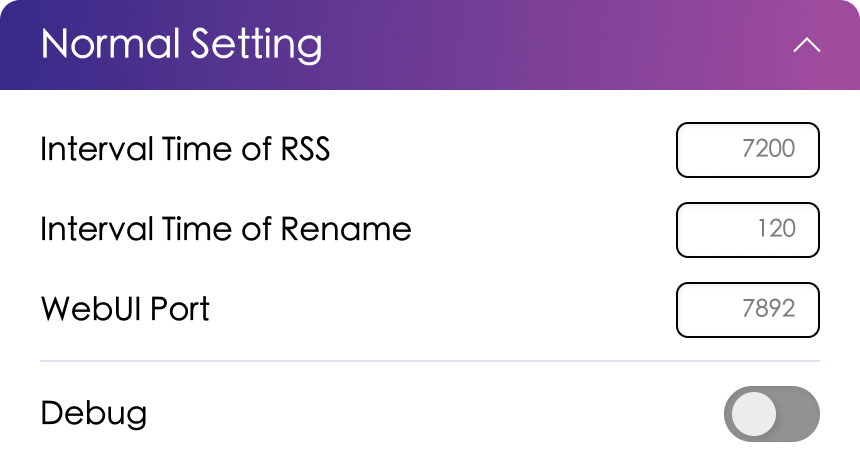 Normal Setting
Interval Time of RSS 7200
Interval Time of Rename 120
WebUI Port 7892
Debug